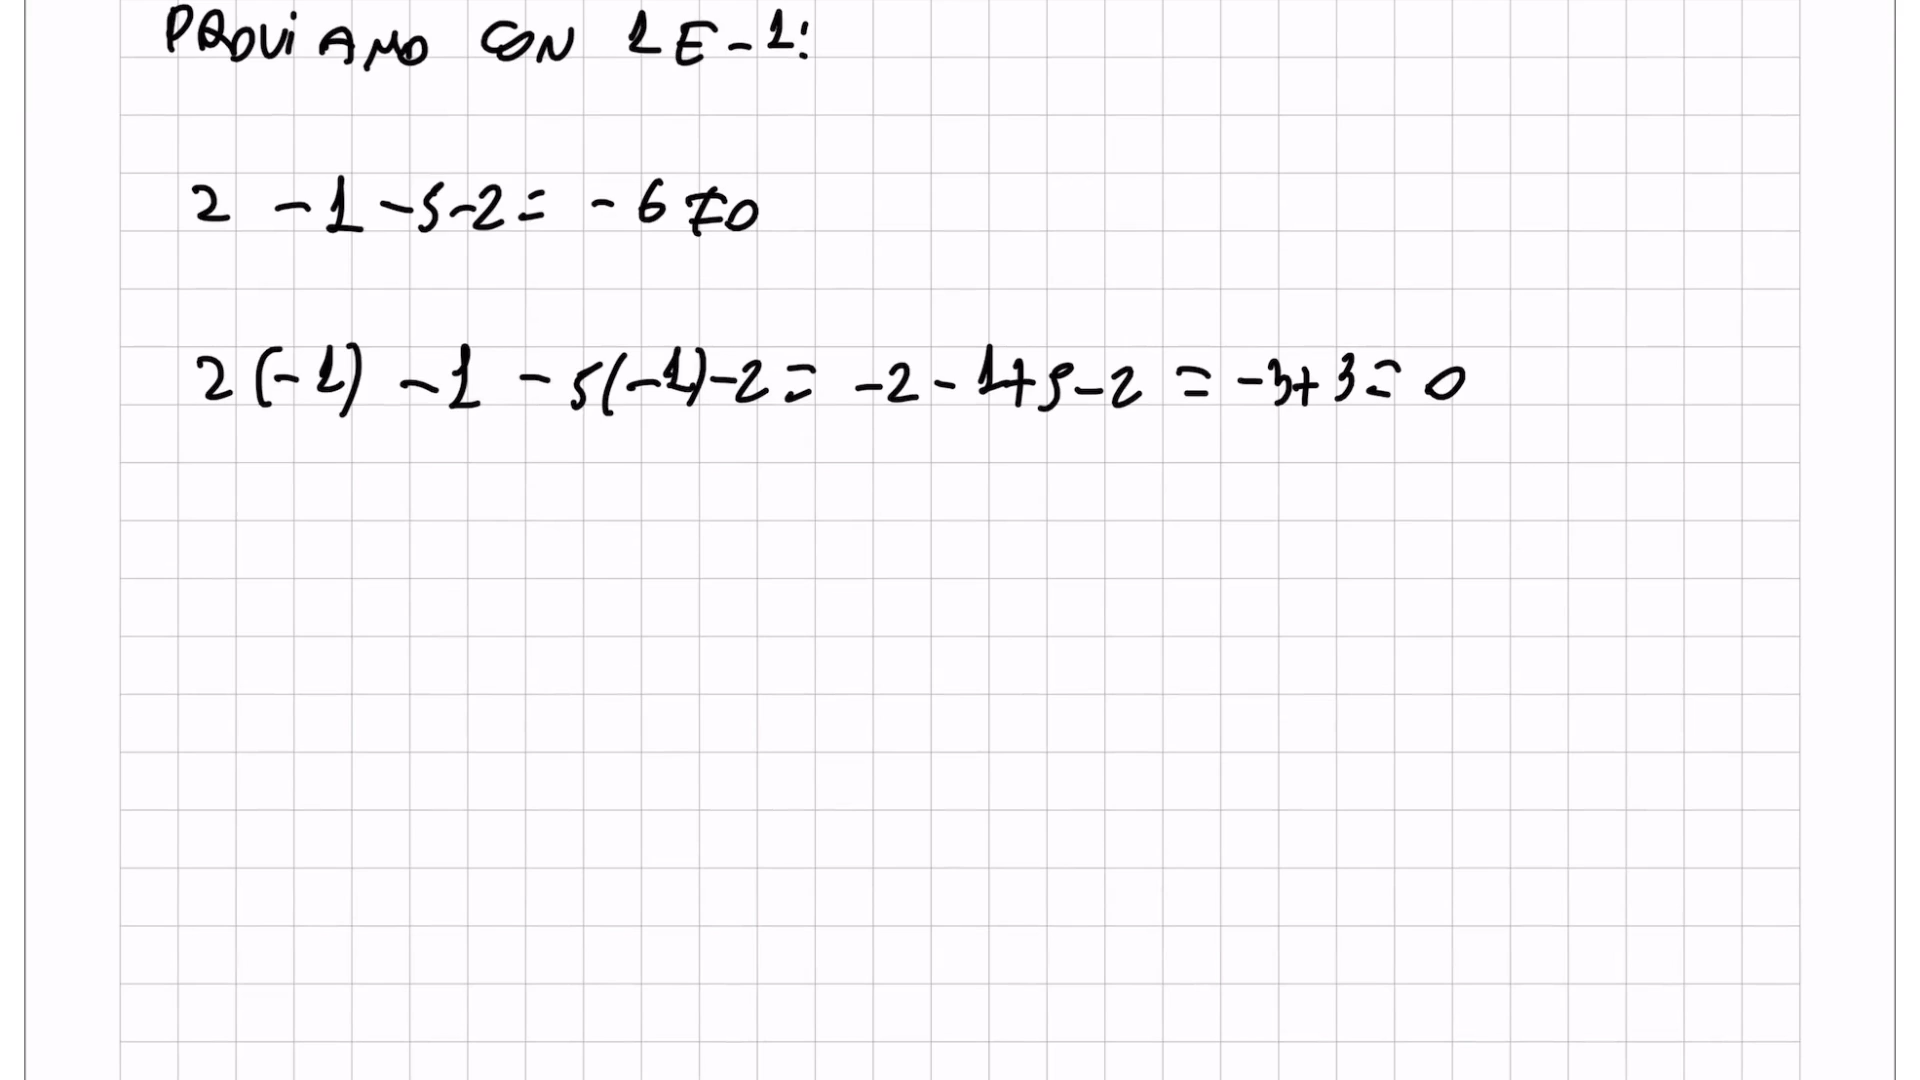 PROVIAMO CON 1 E -1:
2 - 1 - 5 - 2 = - 6 ≠ 0
2 (-1) - 1 - 5(-1) - 2 = -2 - 1 + 5 - 2 = -3 + 3 = 0